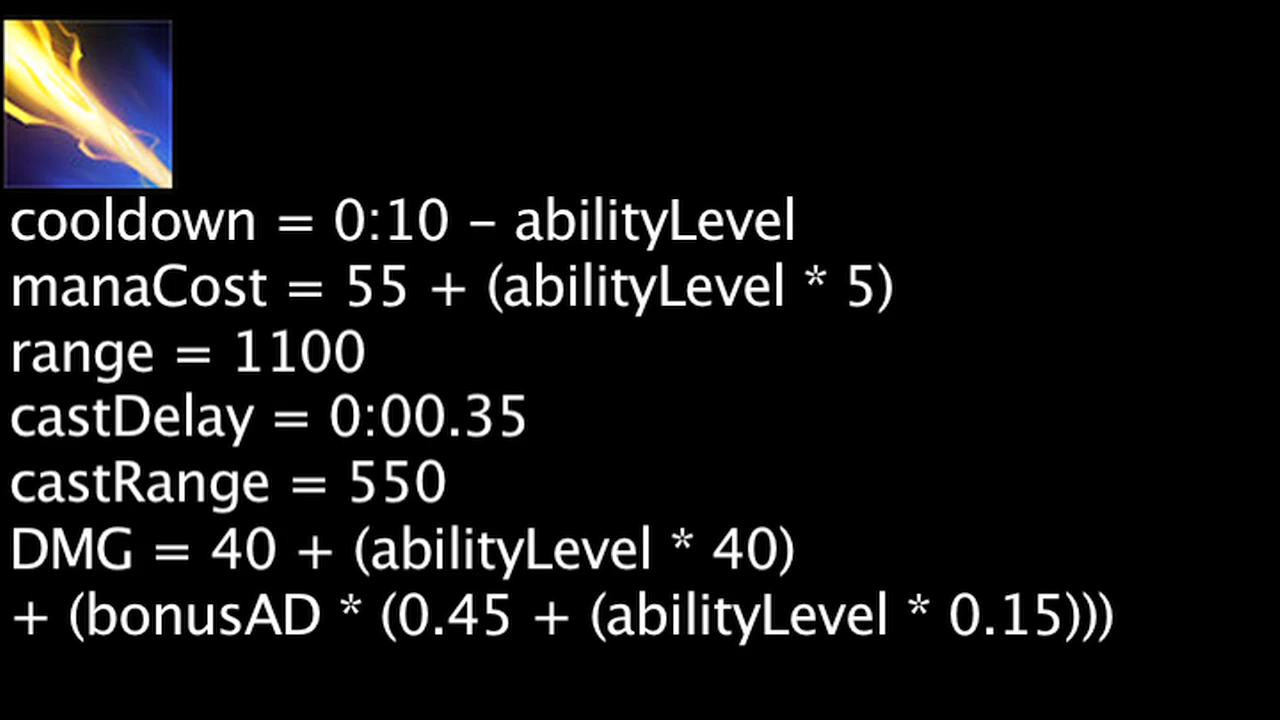 cooldown = 0:10 – abilityLevel
manaCost = 55 + (abilityLevel * 5)
range = 1100
castDelay = 0:00.35
castRange = 550
DMG = 40 + (abilityLevel * 40)
+ (bonusAD * (0.45 + (abilityLevel * 0.15)))